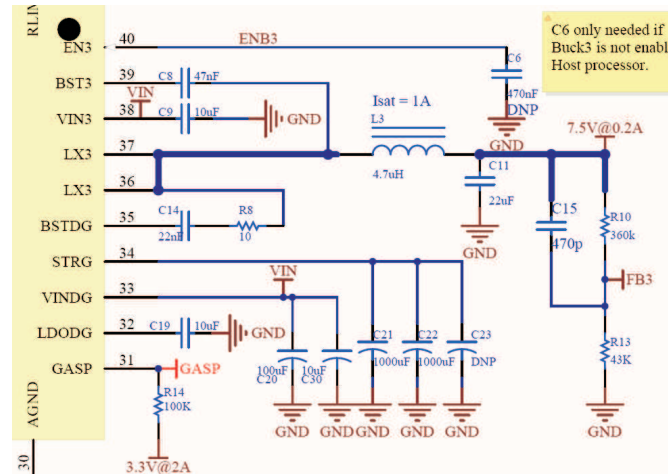 RLIM
EN3 40 ENB3
C6
470nF
DNP
GND
C6 only needed if
Buck3 is not enabl
Host processor.
BST3 39 C8 47nF
VIN
VIN3 38 C9 10uF GND
LX3 37
Isat = 1A
L3
4.7uH
7.5V@0.2A
LX3 36
C11
22uF
GND
C15
470p
R10
360k
BSTDG 35 C14 22nF R8 10
STRG 34
FB3
VINDG 33 VIN
LDODG 32 C19 10uF GND
C21
1000uF
C22
1000uF
C23
DNP
R13
43K
100uF
C20
10uF
C30
GASP 31 GASP
R14
100K
GND GND GND GND GND GND
AGND
30
3.3V@2A